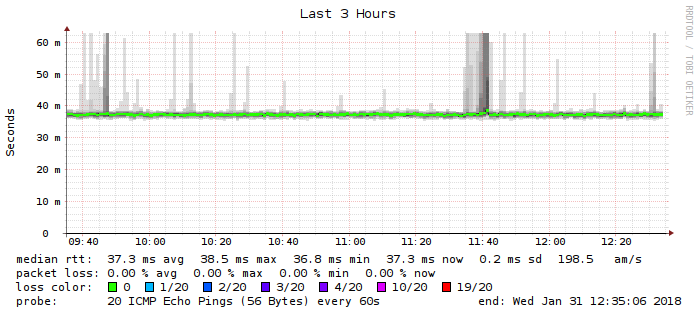 Last 3 Hours
RRDTOOL / TOBI OETIKER
Seconds
60 m
50 m
40 m
30 m
20 m
10 m
0
09:40 10:00 10:20 10:40 11:00 11:20 11:40 12:00 12:20
median rtt: 37.3 ms avg 38.5 ms max 36.8 ms min 37.3 ms now 0.2 ms sd 198.5 am/s
packet loss: 0.00 % avg 0.00 % max 0.00 % min 0.00 % now
loss color: 0 1/20 2/20 3/20 4/20 10/20 19/20
probe: 20 ICMP Echo Pings (56 Bytes) every 60s end: Wed Jan 31 12:35:06 2018